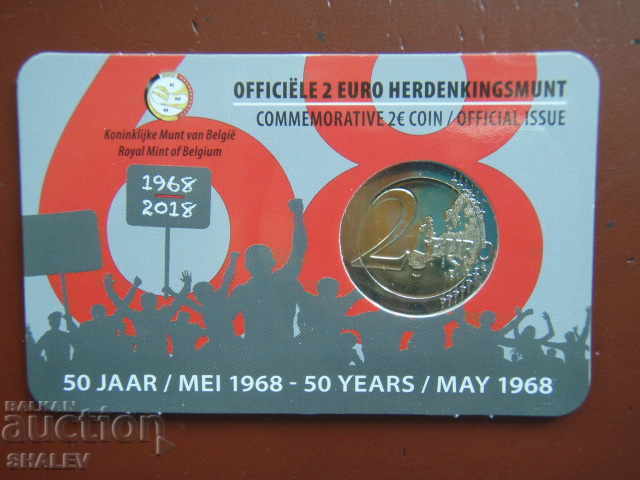 OFFICIËLE 2 EURO HERDENKINGSMUNT
COMMEMORATIVE 2€ COIN / OFFICIAL ISSUE
Koninklijke Munt van België
Royal Mint of Belgium
1968
2018
68
2
50 JAAR / MEI 1968 - 50 YEARS / MAY 1968
BALKAN
auction
SHALEV